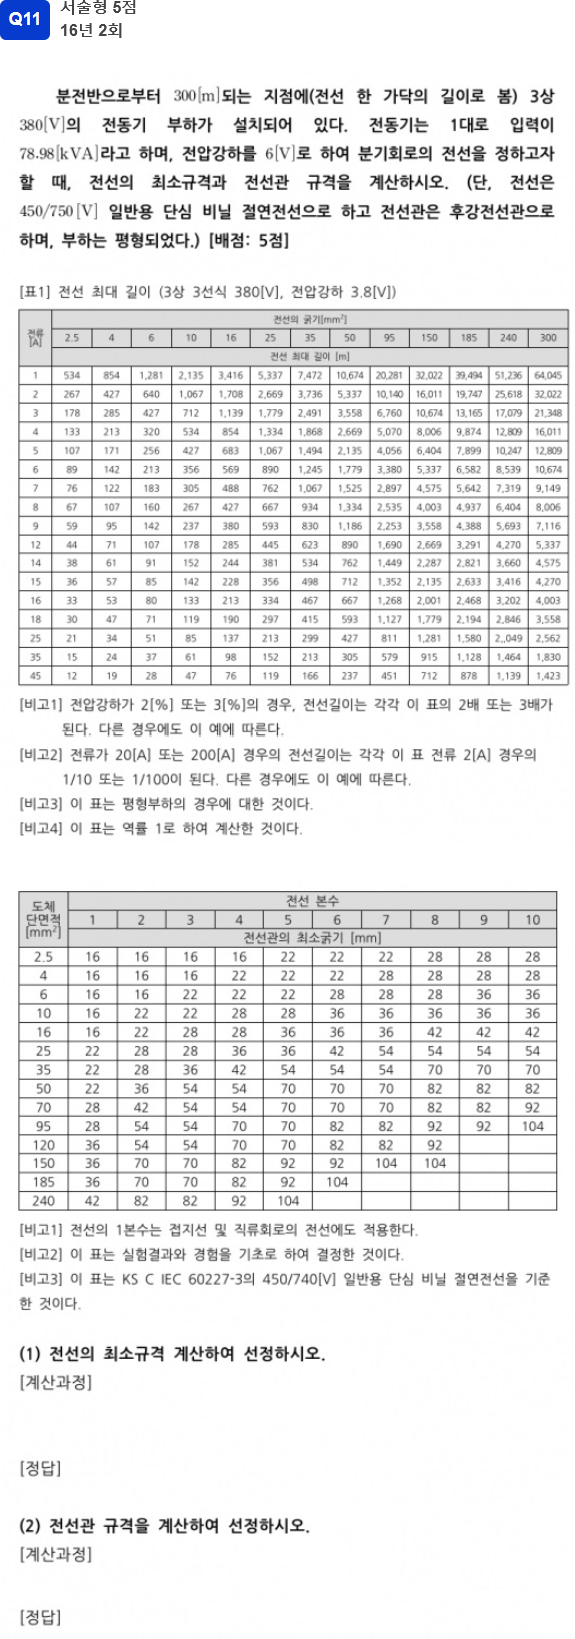 Q11
서술형 5점
16년 2회
분전반으로부터 300[m]되는 지점에(전선 한 가닥의 길이로 봄) 3상
380[V]의 전동기 부하가 설치되어 있다. 전동기는 1대로 입력이
78.98[kVA]라고 하며, 전압강하를 6[V]로 하여 분기회로의 전선을 정하고자
할 때, 전선의 최소규격과 전선관 규격을 계산하시오. (단, 전선은
450/750[V] 일반용 단심 비닐 절연전선으로 하고 전선관은 후강전선관으로
하며, 부하는 평형되었다.) [배점: 5점]
[표1] 전선 최대 길이 (3상 3선식 380[V], 전압강하 3.8[V])
전류 [A] 전선의 굵기[mm²]
2.5 4 6 10 16 25 35 50 95 150 185 240 300
전선 최대 길이 [m]
1 534 854 1,281 2,135 3,416 5,337 7,472 10,674 20,281 32,022 39,494 51,236 64,045
2 267 427 640 1,067 1,708 2,669 3,736 5,337 10,140 16,011 19,747 25,618 32,022
3 178 285 427 712 1,139 1,779 2,491 3,558 6,760 10,674 13,165 17,079 21,348
4 133 213 320 534 854 1,334 1,868 2,669 5,070 8,006 9,874 12,809 16,011
5 107 171 256 427 683 1,067 1,494 2,135 4,056 6,404 7,899 10,247 12,809
6 89 142 213 356 569 890 1,245 1,779 3,380 5,337 6,582 8,539 10,674
7 76 122 183 305 488 762 1,067 1,525 2,897 4,575 5,642 7,319 9,149
8 67 107 160 267 427 667 934 1,334 2,535 4,003 4,937 6,404 8,006
9 59 95 142 237 380 593 830 1,186 2,253 3,558 4,388 5,693 7,116
12 44 71 107 178 285 445 623 890 1,690 2,669 3,291 4,270 5,337
14 38 61 91 152 244 381 534 762 1,449 2,287 2,821 3,660 4,575
15 36 57 85 142 228 356 498 712 1,352 2,135 2,633 3,416 4,270
16 33 53 80 133 213 334 467 667 1,268 2,001 2,468 3,202 4,003
18 30 47 71 119 190 297 415 593 1,127 1,779 2,194 2,846 3,558
25 21 34 51 85 137 213 299 427 811 1,281 1,580 2,,049 2,562
35 15 24 37 61 98 152 213 305 579 915 1,128 1,464 1,830
45 12 19 28 47 76 119 166 237 451 712 878 1,139 1,423
[비고1] 전압강하가 2[%] 또는 3[%]의 경우, 전선길이는 각각 이 표의 2배 또는 3배가
된다. 다른 경우에도 이 예에 따른다.
[비고2] 전류가 20[A] 또는 200[A] 경우의 전선길이는 각각 이 표 전류 2[A] 경우의
1/10 또는 1/100이 된다. 다른 경우에도 이 예에 따른다.
[비고3] 이 표는 평형부하의 경우에 대한 것이다.
[비고4] 이 표는 역률 1로 하여 계산한 것이다.
도체 단면적 [mm²] 전선 본수
1 2 3 4 5 6 7 8 9 10
전선관의 최소굵기 [mm]
2.5 16 16 16 16 22 22 22 28 28 28
4 16 16 16 22 22 22 28 28 28 28
6 16 16 22 22 22 28 28 28 36 36
10 16 22 22 28 28 36 36 36 36 36
16 16 22 28 28 36 36 36 42 42 42
25 22 28 28 36 36 42 54 54 54 54
35 22 28 36 42 54 54 54 70 70 70
50 22 36 54 54 70 70 70 82 82 82
70 28 42 54 54 70 70 70 82 82 92
95 28 54 54 70 70 82 82 92 92 104
120 36 54 54 70 70 82 82 92
150 36 70 70 82 92 92 104 104
185 36 70 70 82 92 104
240 42 82 82 92 104
[비고1] 전선의 1본수는 접지선 및 직류회로의 전선에도 적용한다.
[비고2] 이 표는 실험결과와 경험을 기초로 하여 결정한 것이다.
[비고3] 이 표는 KS C IEC 60227-3의 450/740[V] 일반용 단심 비닐 절연전선을 기준
한 것이다.
(1) 전선의 최소규격 계산하여 선정하시오.
[계산과정]
[정답]
(2) 전선관 규격을 계산하여 선정하시오.
[계산과정]
[정답]